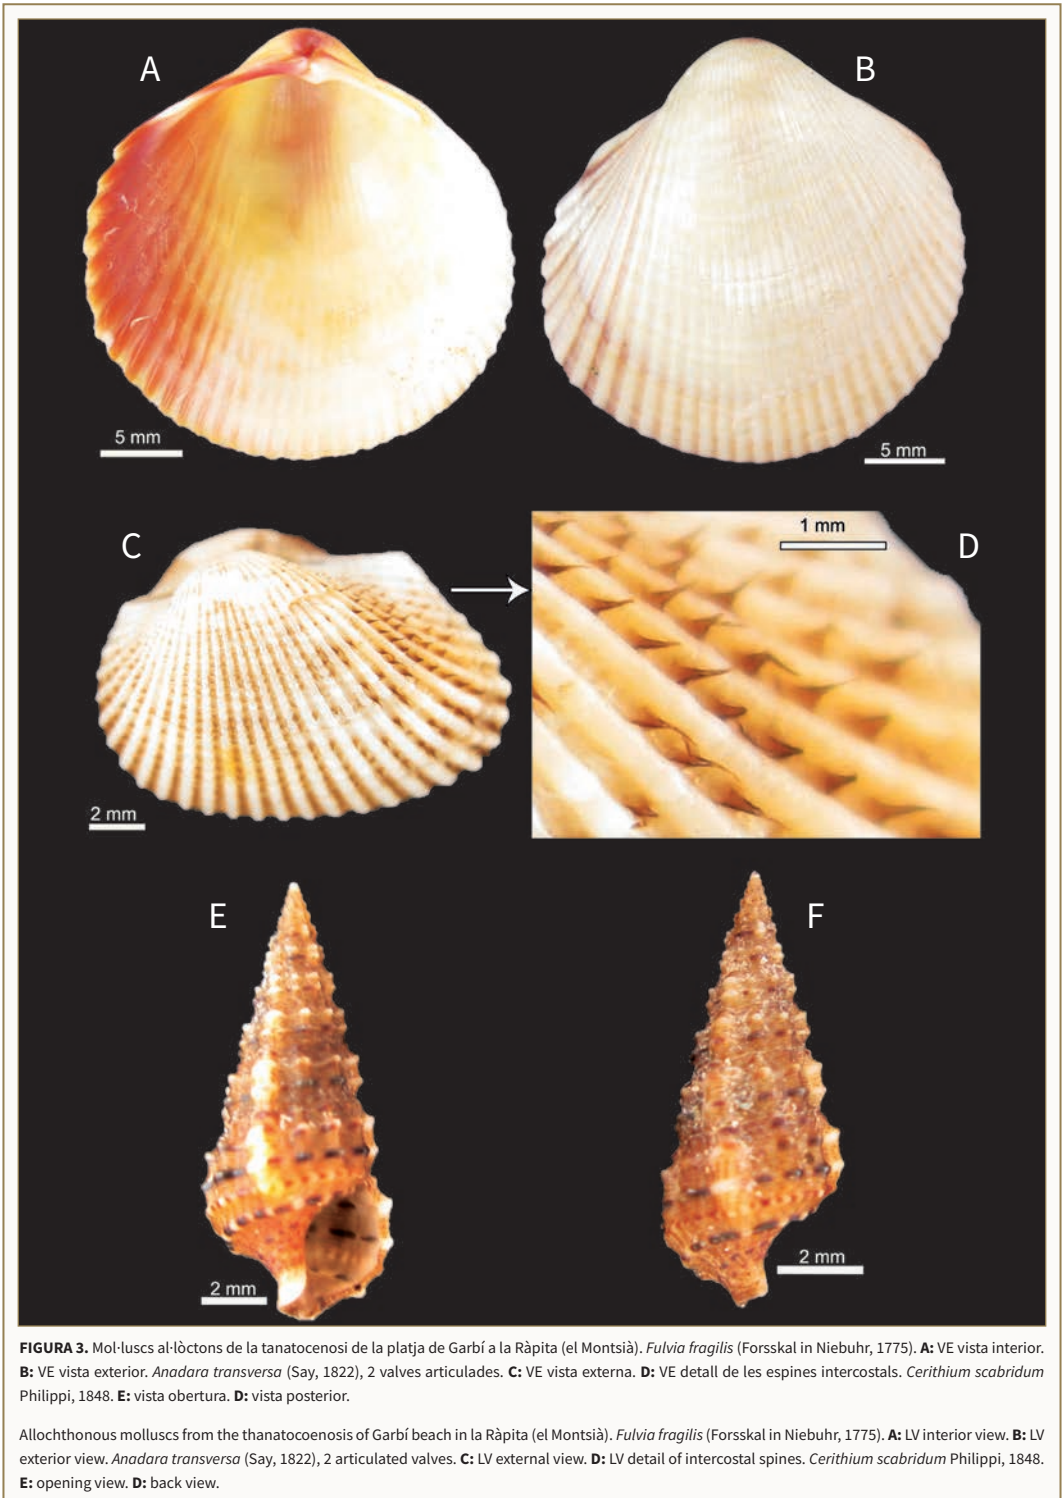 A
B
5 mm
5 mm
C
1 mm
D
2 mm
E
F
2 mm
2 mm
FIGURA 3. Mol·luscs al·lòctons de la tanatocenosi de la platja de Garbí a la Ràpita (el Montsià). Fulvia fragilis (Forsskal in Niebuhr, 1775). A: VE vista interior.
B: VE vista exterior. Anadara transversa (Say, 1822), 2 valves articulades. C: VE vista externa. D: VE detall de les espines intercostals. Cerithium scabridum
Philippi, 1848. E: vista obertura. D: vista posterior.
Allochthonous molluscs from the thanatocoenosis of Garbí beach in la Ràpita (el Montsià). Fulvia fragilis (Forsskal in Niebuhr, 1775). A: LV interior view. B: LV
exterior view. Anadara transversa (Say, 1822), 2 articulated valves. C: LV external view. D: LV detail of intercostal spines. Cerithium scabridum Philippi, 1848.
E: opening view. D: back view.